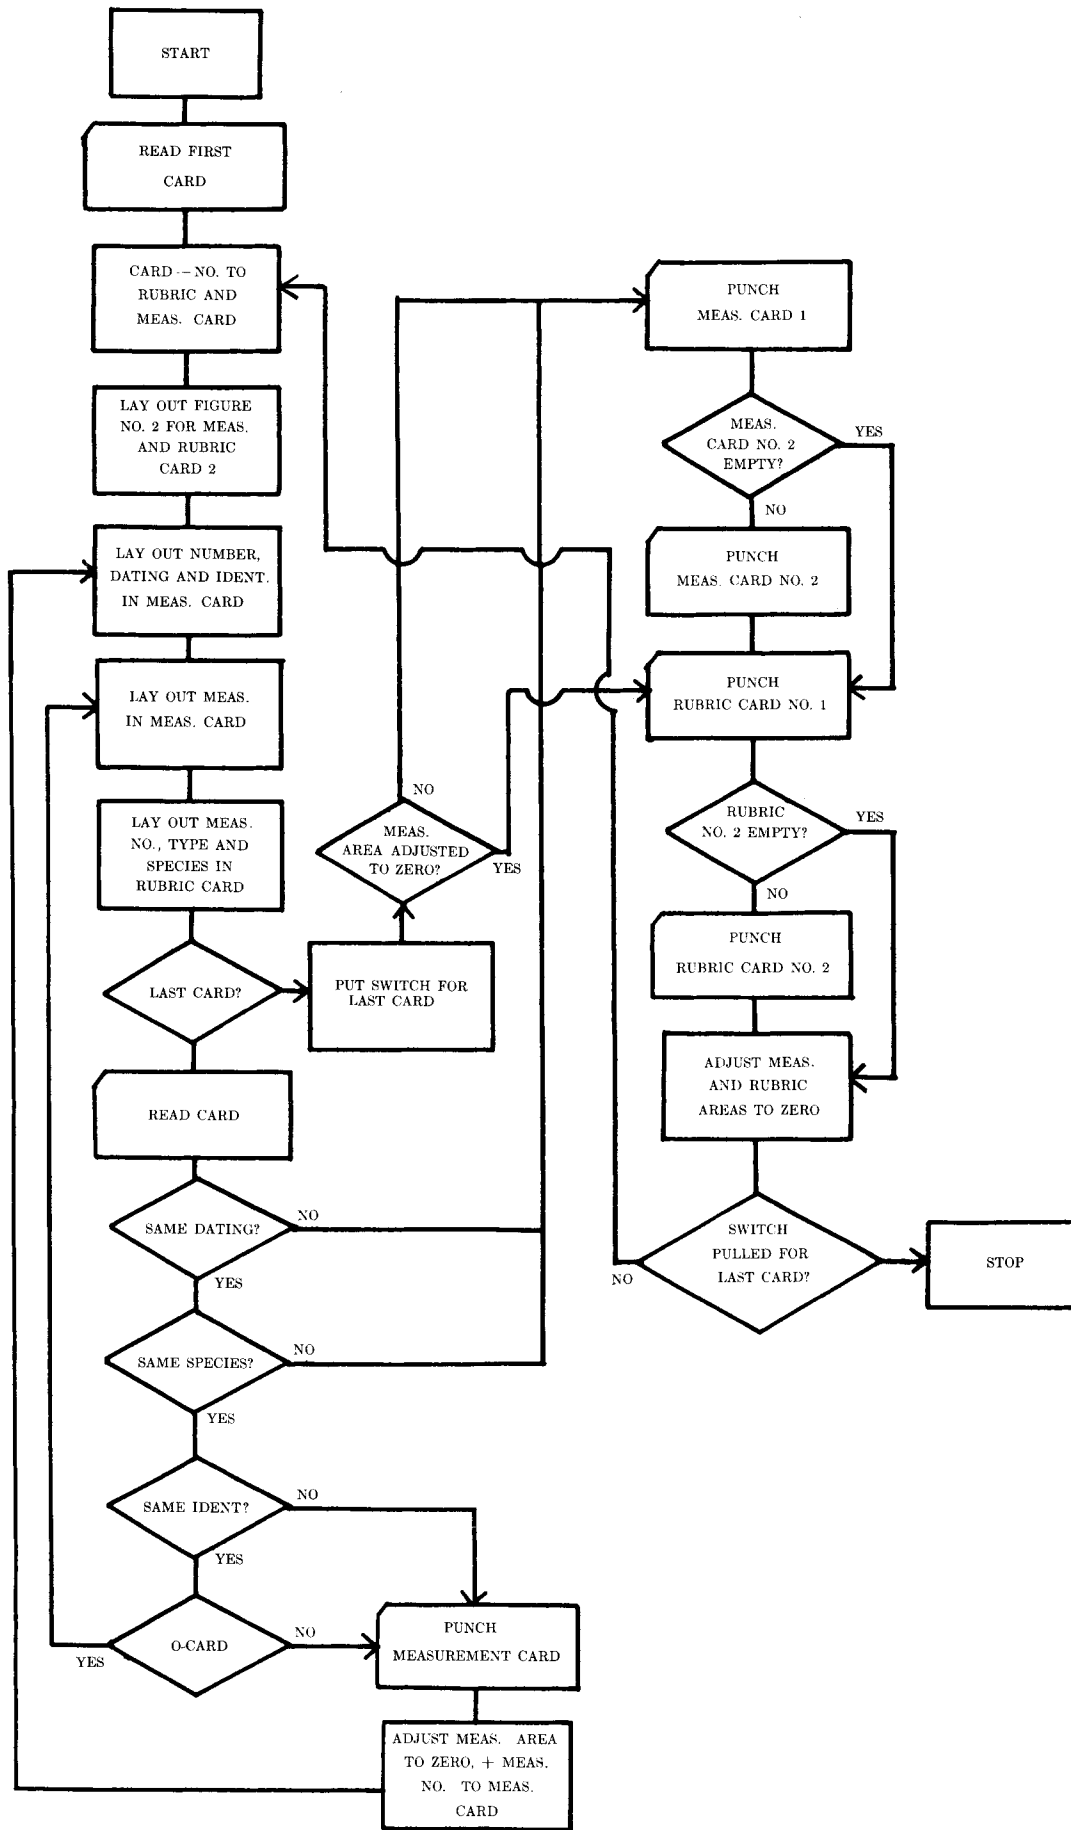 START
READ FIRST
CARD
CARD -- NO. TO
RUBRIC AND
MEAS. CARD
LAY OUT FIGURE
NO. 2 FOR MEAS.
AND RUBRIC
CARD 2
LAY OUT NUMBER,
DATING AND IDENT.
IN MEAS. CARD
LAY OUT MEAS.
IN MEAS. CARD
LAY OUT MEAS.
NO., TYPE AND
SPECIES IN
RUBRIC CARD
LAST CARD?
PUT SWITCH FOR
LAST CARD
NO
MEAS.
AREA ADJUSTED
TO ZERO?
YES
READ CARD
SAME DATING?
NO
YES
SAME SPECIES?
NO
YES
SAME IDENT?
NO
YES
O-CARD
NO
YES
PUNCH
MEASUREMENT CARD
ADJUST MEAS. AREA
TO ZERO, + MEAS.
NO. TO MEAS.
CARD
PUNCH
MEAS. CARD 1
MEAS.
CARD NO. 2
EMPTY?
YES
NO
PUNCH
MEAS. CARD NO. 2
PUNCH
RUBRIC CARD NO. 1
RUBRIC
NO. 2 EMPTY?
YES
NO
PUNCH
RUBRIC CARD NO. 2
ADJUST MEAS.
AND RUBRIC
AREAS TO ZERO
SWITCH
PULLED FOR
LAST CARD?
NO
STOP